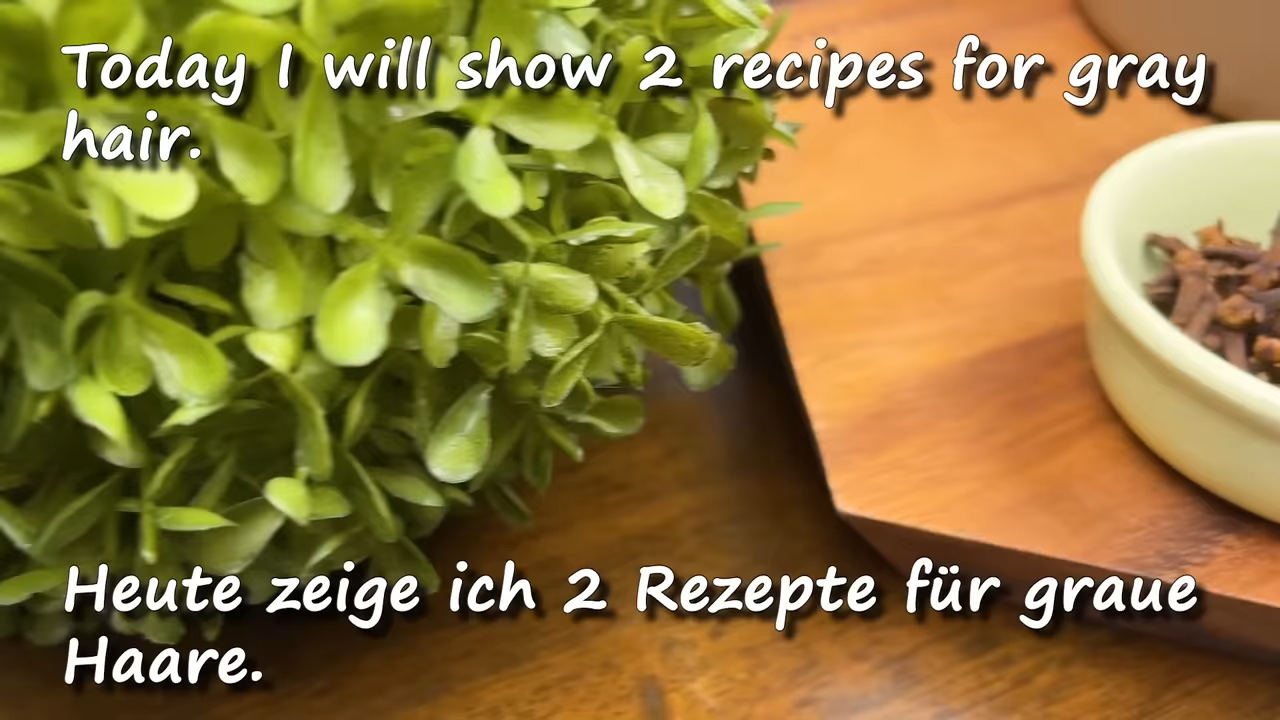 Today I will show 2 recipes for gray
hair.
Heute zeige ich 2 Rezepte für graue
Haare.